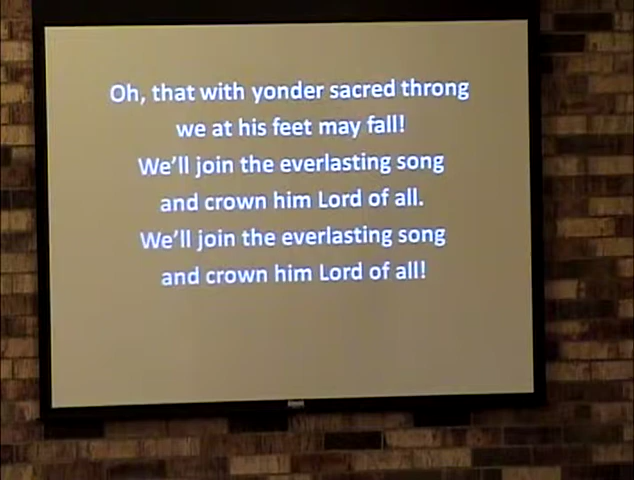 Oh, that with yonder sacred throng
we at his feet may fall!
We'll join the everlasting song
and crown him Lord of all.
We'll join the everlasting song
and crown him Lord of all!